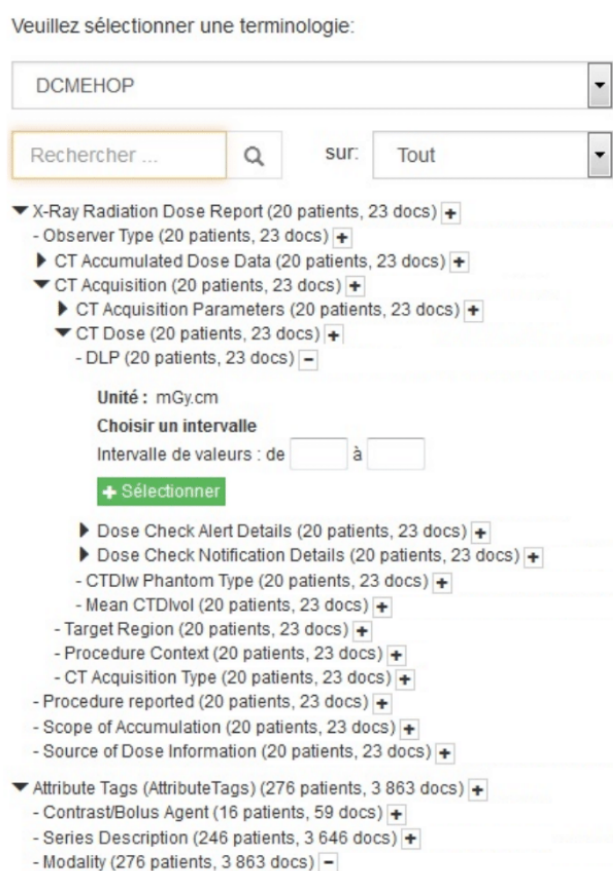 Veuillez sélectionner une terminologie:
DCMEHOP
Rechercher ... sur: Tout
X-Ray Radiation Dose Report (20 patients, 23 docs) +
- Observer Type (20 patients, 23 docs) +
CT Accumulated Dose Data (20 patients, 23 docs) +
CT Acquisition (20 patients, 23 docs) +
CT Acquisition Parameters (20 patients, 23 docs) +
CT Dose (20 patients, 23 docs) +
- DLP (20 patients, 23 docs) −
Unité : mGy.cm
Choisir un intervalle
Intervalle de valeurs : de à
+ Sélectionner
Dose Check Alert Details (20 patients, 23 docs) +
Dose Check Notification Details (20 patients, 23 docs) +
- CTDIw Phantom Type (20 patients, 23 docs) +
- Mean CTDIvol (20 patients, 23 docs) +
- Target Region (20 patients, 23 docs) +
- Procedure Context (20 patients, 23 docs) +
- CT Acquisition Type (20 patients, 23 docs) +
- Procedure reported (20 patients, 23 docs) +
- Scope of Accumulation (20 patients, 23 docs) +
- Source of Dose Information (20 patients, 23 docs) +
Attribute Tags (AttributeTags) (276 patients, 3 863 docs) +
- Contrast/Bolus Agent (16 patients, 59 docs) +
- Series Description (246 patients, 3 646 docs) +
- Modality (276 patients, 3 863 docs) −